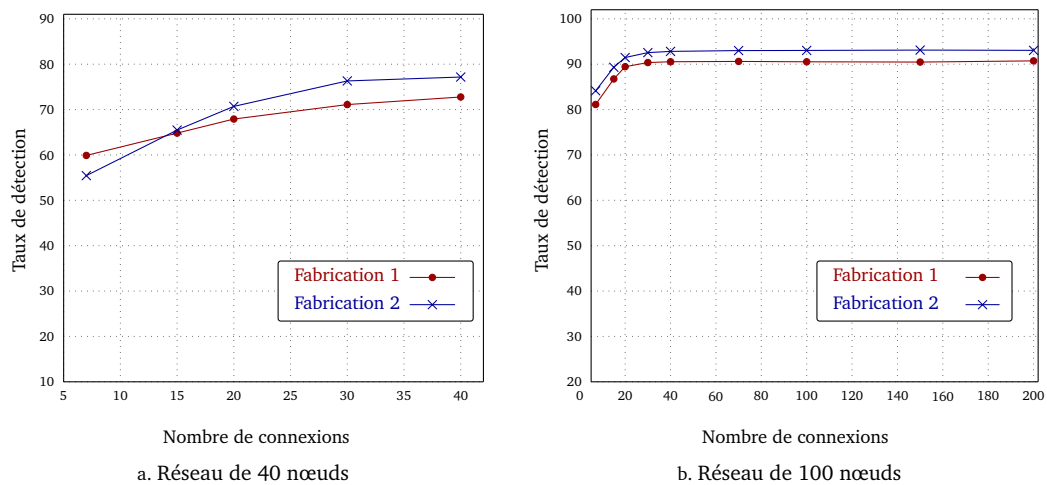 90
80
70
60
50
40
30
20
10
Taux de détection
Fabrication 1
Fabrication 2
5 10 15 20 25 30 35 40
Nombre de connexions
a. Réseau de 40 nœuds
100
90
80
70
60
50
40
30
20
Taux de détection
Fabrication 1
Fabrication 2
0 20 40 60 80 100 120 140 160 180 200
Nombre de connexions
b. Réseau de 100 nœuds